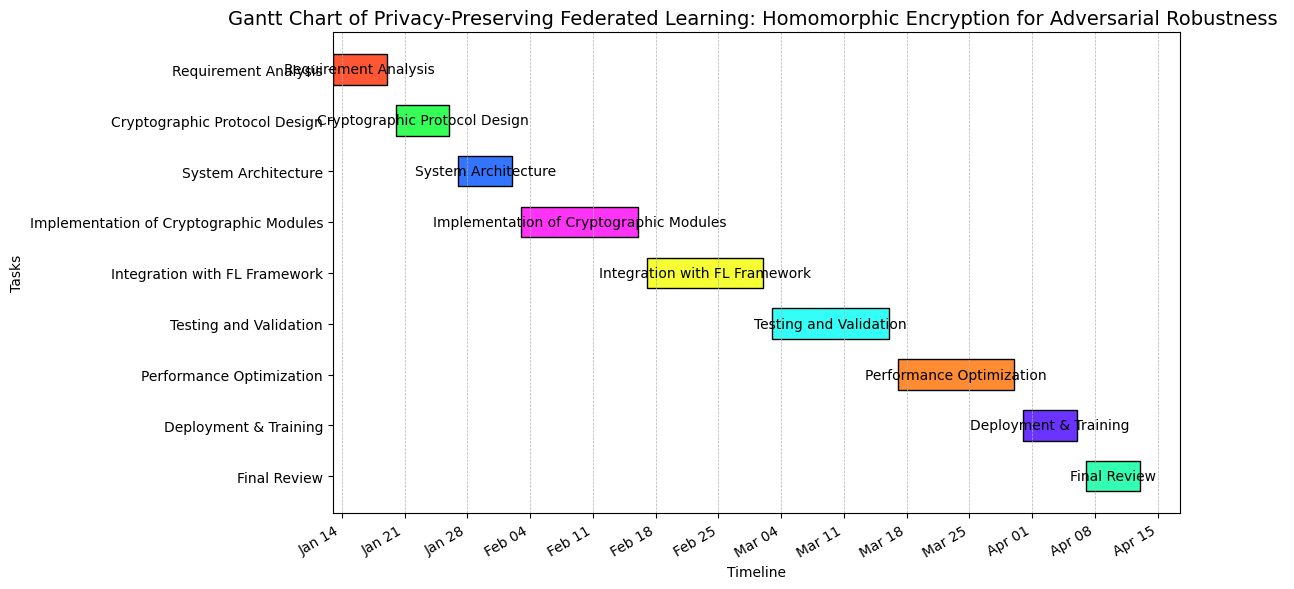 Gantt Chart of Privacy-Preserving Federated Learning: Homomorphic Encryption for Adversarial Robustness
Tasks
Requirement Analysis
Requirement Analysis
Cryptographic Protocol Design
Cryptographic Protocol Design
System Architecture
System Architecture
Implementation of Cryptographic Modules
Implementation of Cryptographic Modules
Integration with FL Framework
Integration with FL Framework
Testing and Validation
Testing and Validation
Performance Optimization
Performance Optimization
Deployment & Training
Deployment & Training
Final Review
Final Review
Jan 14
Jan 21
Jan 28
Feb 04
Feb 11
Feb 18
Feb 25
Mar 04
Mar 11
Mar 18
Mar 25
Apr 01
Apr 08
Apr 15
Timeline